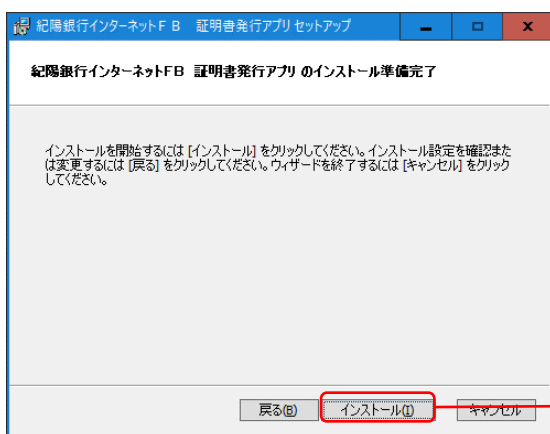 紀陽銀行インターネットＦＢ　証明書発行アプリ セットアップ
紀陽銀行インターネットFB　証明書発行アプリ のインストール準備完了
インストールを開始するには [インストール] をクリックしてください。インストール設定を確認また
は変更するには [戻る] をクリックしてください。ウィザードを終了するには [キャンセル] をクリック
してください。
戻る(B)
インストール(I)
キャンセル